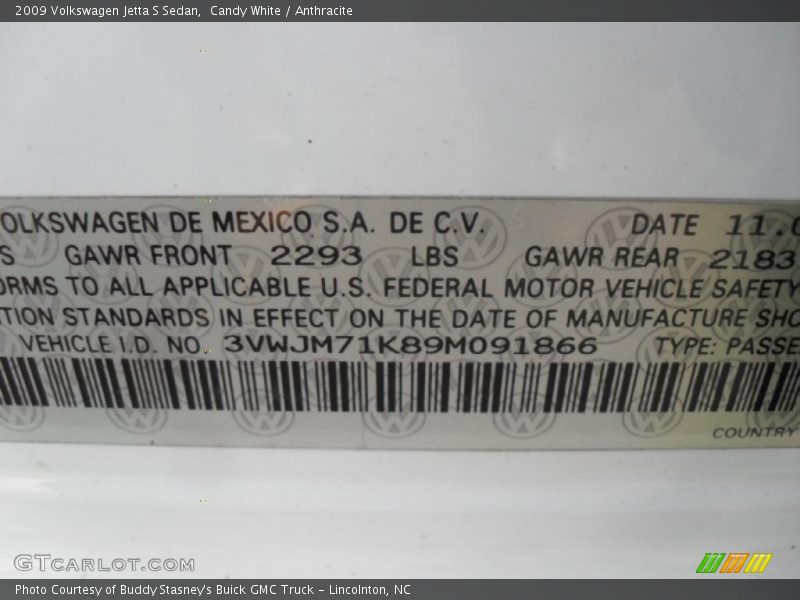 2009 Volkswagen Jetta S Sedan, Candy White / Anthracite
OLKSWAGEN DE MEXICO S.A. DE C.V. DATE 11.0
S GAWR FRONT 2293 LBS GAWR REAR 2183
ORMS TO ALL APPLICABLE U.S. FEDERAL MOTOR VEHICLE SAFETY
TION STANDARDS IN EFFECT ON THE DATE OF MANUFACTURE SHO
VEHICLE I.D. NO. 3VWJM71K89M091866 TYPE: PASSE
COUNTRY
GTCARLOT.COM
Photo Courtesy of Buddy Stasney's Buick GMC Truck - Lincolnton, NC